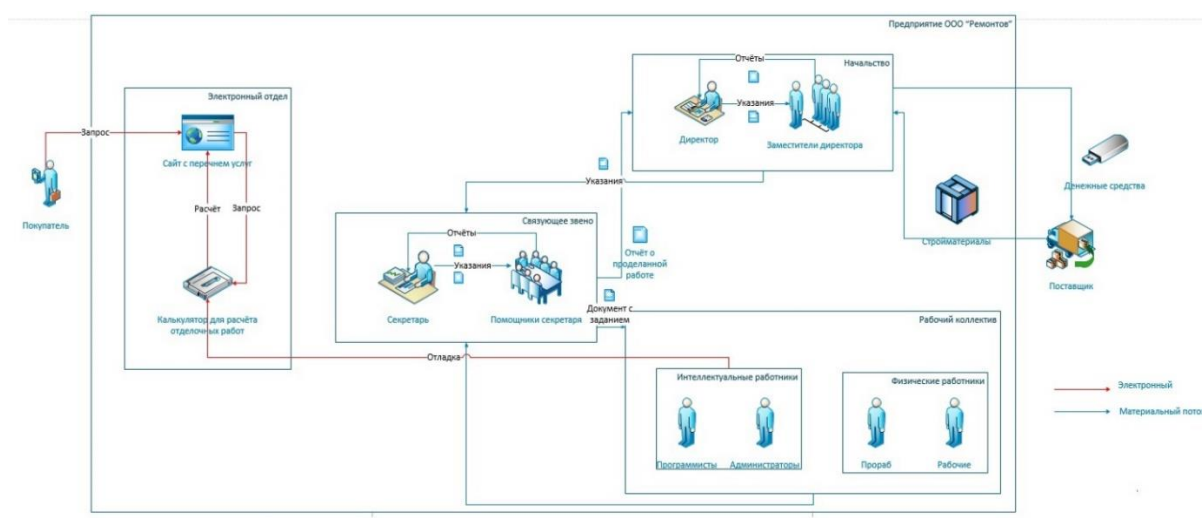 Предприятие ООО "Ремонтов"
Начальство
Отчёты
Указания
Директор
Заместители директора
Электронный отдел
Запрос
Сайт с перечнем услуг
Покупатель
Расчёт
Запрос
Калькулятор для расчёта
отделочных работ
Указания
Связующее звено
Отчёты
Указания
Секретарь
Помощники секретаря
Отчёт о
проделанной
работе
Документ с
заданием
Денежные средства
Стройматериалы
Поставщик
Рабочий коллектив
Отладка
Интеллектуальные работники
Программисты
Администраторы
Физические работники
Прораб
Рабочие
Электронный
Материальный пото